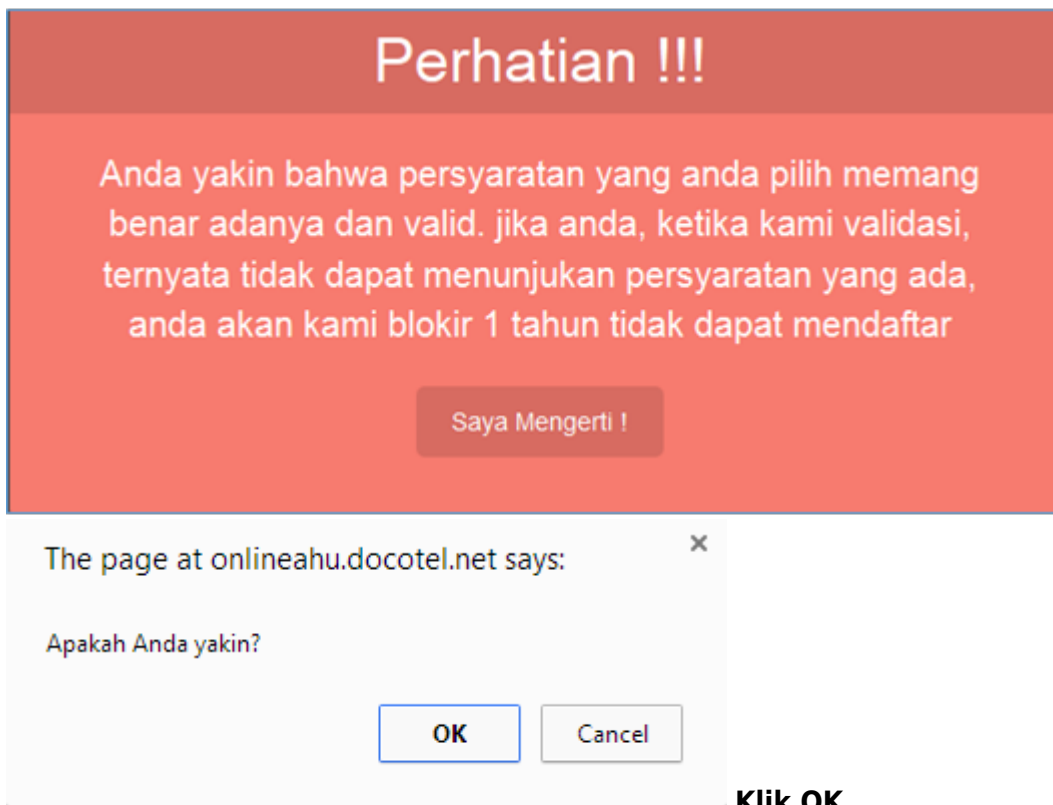 Perhatian !!!
Anda yakin bahwa persyaratan yang anda pilih memang
benar adanya dan valid. jika anda, ketika kami validasi,
ternyata tidak dapat menunjukan persyaratan yang ada,
anda akan kami blokir 1 tahun tidak dapat mendaftar
Saya Mengerti !
The page at onlineahu.docotel.net says:
Apakah Anda yakin?
OK Cancel
Klik OK